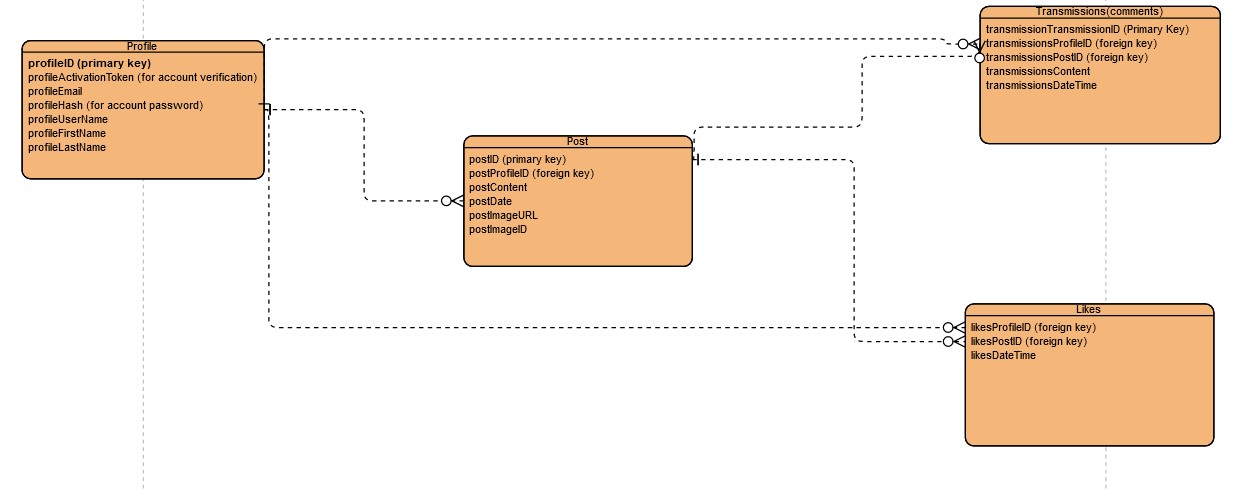 Profile
profileID (primary key)
profileActivationToken (for account verification)
profileEmail
profileHash (for account password)
profileUserName
profileFirstName
profileLastName
Post
postID (primary key)
postProfileID (foreign key)
postContent
postDate
postImageURL
postImageID
Transmissions(comments)
transmissionTransmissionID (Primary Key)
transmissionsProfileID (foreign key)
transmissionsPostID (foreign key)
transmissionsContent
transmissionsDateTime
Likes
likesProfileID (foreign key)
likesPostID (foreign key)
likesDateTime